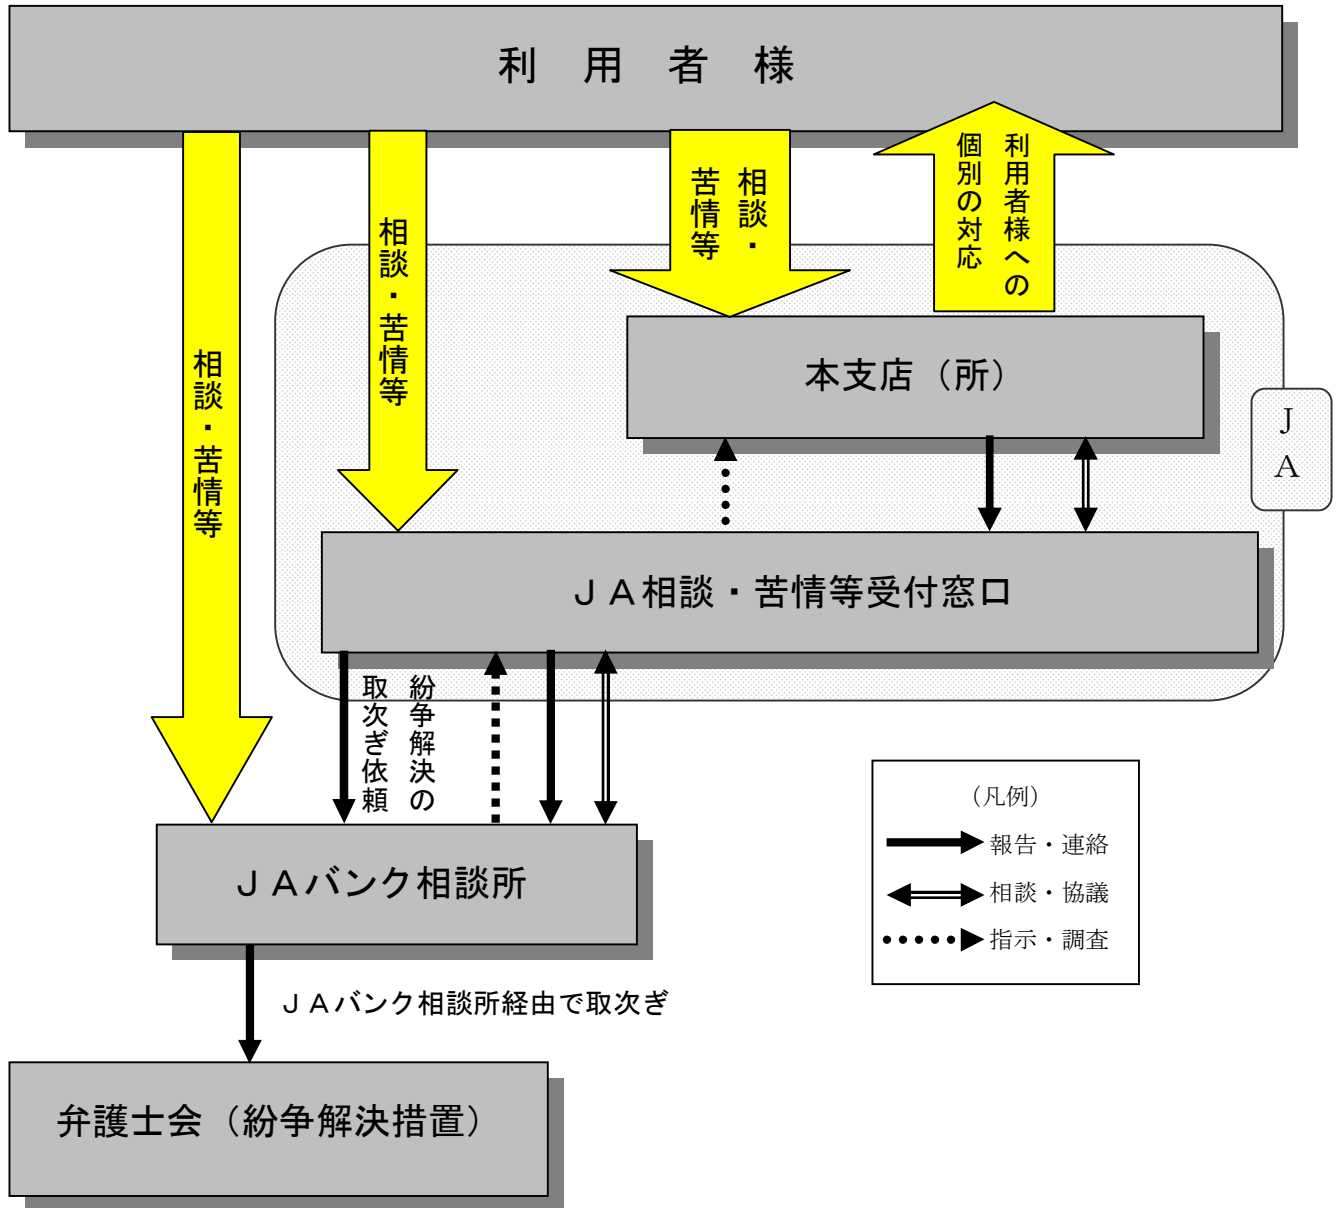 利 用 者 様
相談・苦情等
相談・苦情等
相談・
苦情等
利用者様への
個別の対応
本支店（所）
ＪＡ
ＪＡ相談・苦情等受付窓口
紛争解決の
取次ぎ依頼
（凡例）
報告・連絡
相談・協議
指示・調査
ＪＡバンク相談所
ＪＡバンク相談所経由で取次ぎ
弁護士会（紛争解決措置）